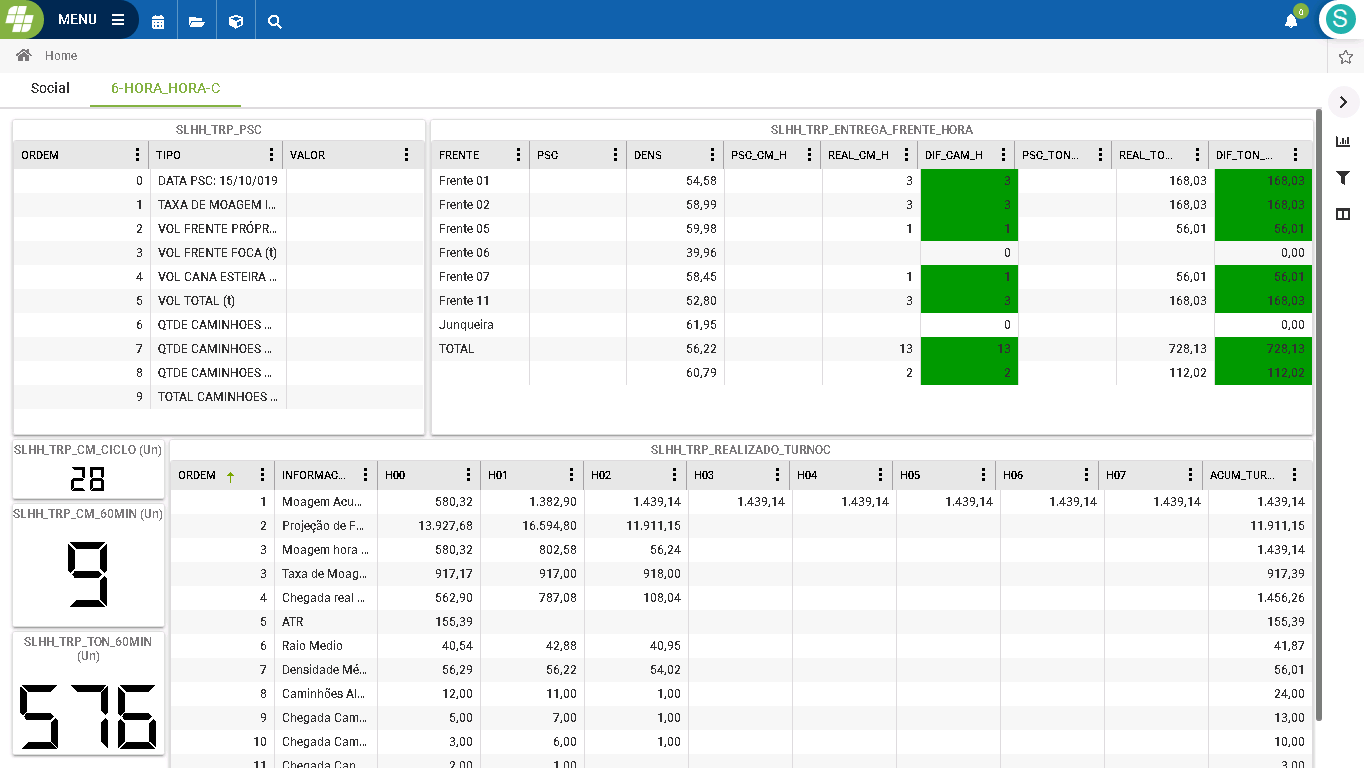 MENU
0
S
Home
Social 6-HORA_HORA-C
SLHH_TRP_PSC
ORDEM TIPO VALOR
0 DATA PSC: 15/10/019
1 TAXA DE MOAGEM I...
2 VOL FRENTE PRÓPR...
3 VOL FRENTE FOCA (t)
4 VOL CANA ESTEIRA ...
5 VOL TOTAL (t)
6 QTDE CAMINHOES ...
7 QTDE CAMINHOES ...
8 QTDE CAMINHOES ...
9 TOTAL CAMINHOES ...
SLHH_TRP_ENTREGA_FRENTE_HORA
FRENTE PSC DENS PSC_CM_H REAL_CM_H DIF_CAM_H PSC_TON... REAL_TO... DIF_TON_...
Frente 01 54,58 3 3 168,03 168,03
Frente 02 58,99 3 3 168,03 168,03
Frente 05 59,98 1 1 56,01 56,01
Frente 06 39,96 0 0,00
Frente 07 58,45 1 1 56,01 56,01
Frente 11 52,80 3 3 168,03 168,03
Junqueira 61,95 0 0,00
TOTAL 56,22 13 13 728,13 728,13
60,79 2 2 112,02 112,02
SLHH_TRP_CM_CICLO (Un)
28
SLHH_TRP_CM_60MIN (Un)
9
SLHH_TRP_TON_60MIN
(Un)
576
SLHH_TRP_REALIZADO_TURNOC
ORDEM INFORMAC... H00 H01 H02 H03 H04 H05 H06 H07 ACUM_TUR...
1 Moagem Acu... 580,32 1.382,90 1.439,14 1.439,14 1.439,14 1.439,14 1.439,14 1.439,14 1.439,14
2 Projeção de F... 13.927,68 16.594,80 11.911,15 11.911,15
3 Moagem hora ... 580,32 802,58 56,24 1.439,14
3 Taxa de Moag... 917,17 917,00 918,00 917,39
4 Chegada real ... 562,90 787,08 108,04 1.456,26
5 ATR 155,39 155,39
6 Raio Medio 40,54 42,88 40,95 41,87
7 Densidade Mé... 56,29 56,22 54,02 56,01
8 Caminhões Al... 12,00 11,00 1,00 24,00
9 Chegada Cam... 5,00 7,00 1,00 13,00
10 Chegada Cam... 3,00 6,00 1,00 10,00
11 Chegada Can... 2,00 1,00 3,00